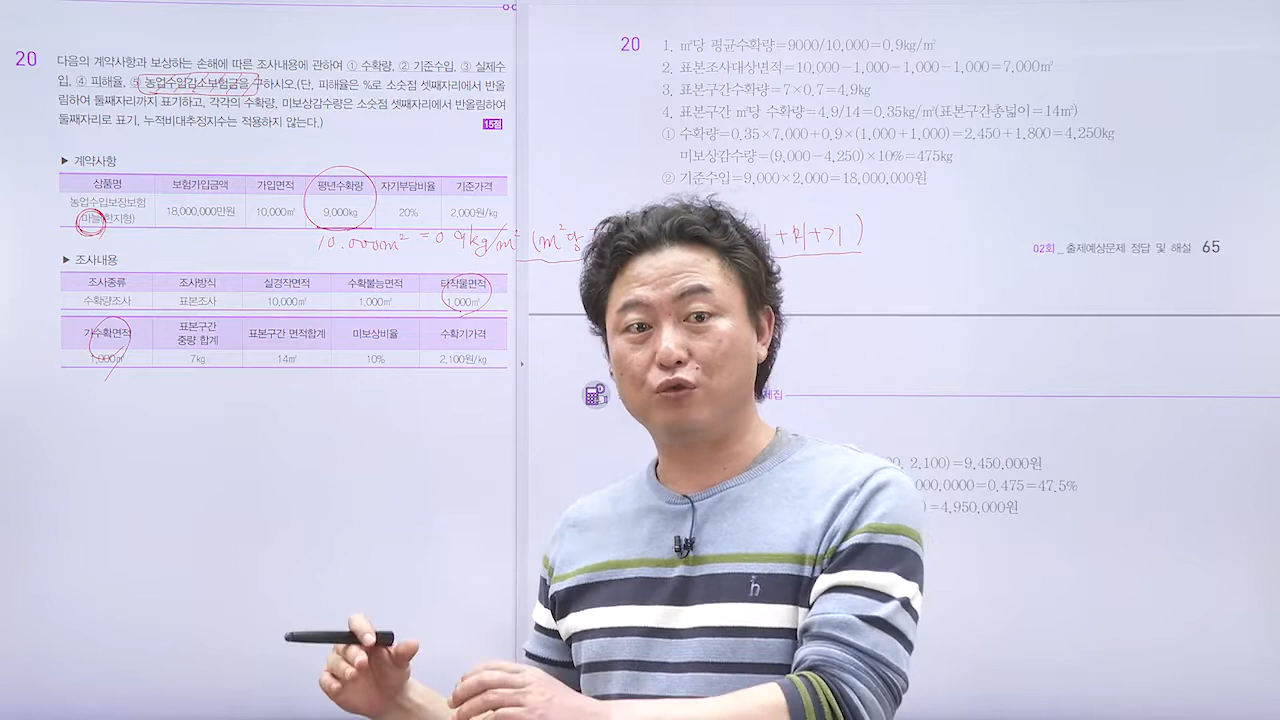 20
다음의 계약사항과 보상하는 손해에 따른 조사내용에 관하여 ① 수확량, ② 기준수입, ③ 실제수
입, ④ 피해율, ⑤ 농업수입감소보험금을 구하시오.(단, 피해율은 %로 소숫점 셋째자리에서 반올
림하여 둘째자리까지 표기하고, 각각의 수확량, 미보상감수량은 소숫점 셋째자리에서 반올림하여
둘째자리로 표기, 누적비대추정지수는 적용하지 않는다.)
15점
▶ 계약사항
상품명 보험가입금액 가입면적 평년수확량 자기부담비율 기준가격
농업수입보장보험
마늘(한지형) 18,000,000만원 10,000㎡ 9,000kg 20% 2,000원/kg
10.000m² = 0.9kg/m² (m²당
+미+기)
▶ 조사내용
조사종류 조사방식 실경작면적 수확불능면적 타작물면적
수확량조사 표본조사 10,000㎡ 1,000㎡ 1,000㎡
기수확면적 표본구간 중량 합계 표본구간 면적합계 미보상비율 수확기가격
1,000㎡ 7kg 14㎡ 10% 2,100원/kg
20
1. ㎡당 평균수확량=9000/10,000=0.9kg/㎡
2. 표본조사대상면적=10,000-1,000-1,000-1,000=7,000㎡
3. 표본구간수확량=7×0.7=4.9kg
4. 표본구간 ㎡당 수확량=4.9/14=0.35kg/㎡(표본구간총넓이=14㎡)
① 수확량=0.35×7,000+0.9×(1,000+1,000)=2,450+1,800=4,250kg
미보상감수량=(9,000-4,250)×10%=475kg
② 기준수입=9,000×2,000=18,000,000원
02회_출제예상문제 정답 및 해설 65
제집
00, 2,100)=9,450,000원
000,0000=0.475=47.5%
)=4,950,000원
h